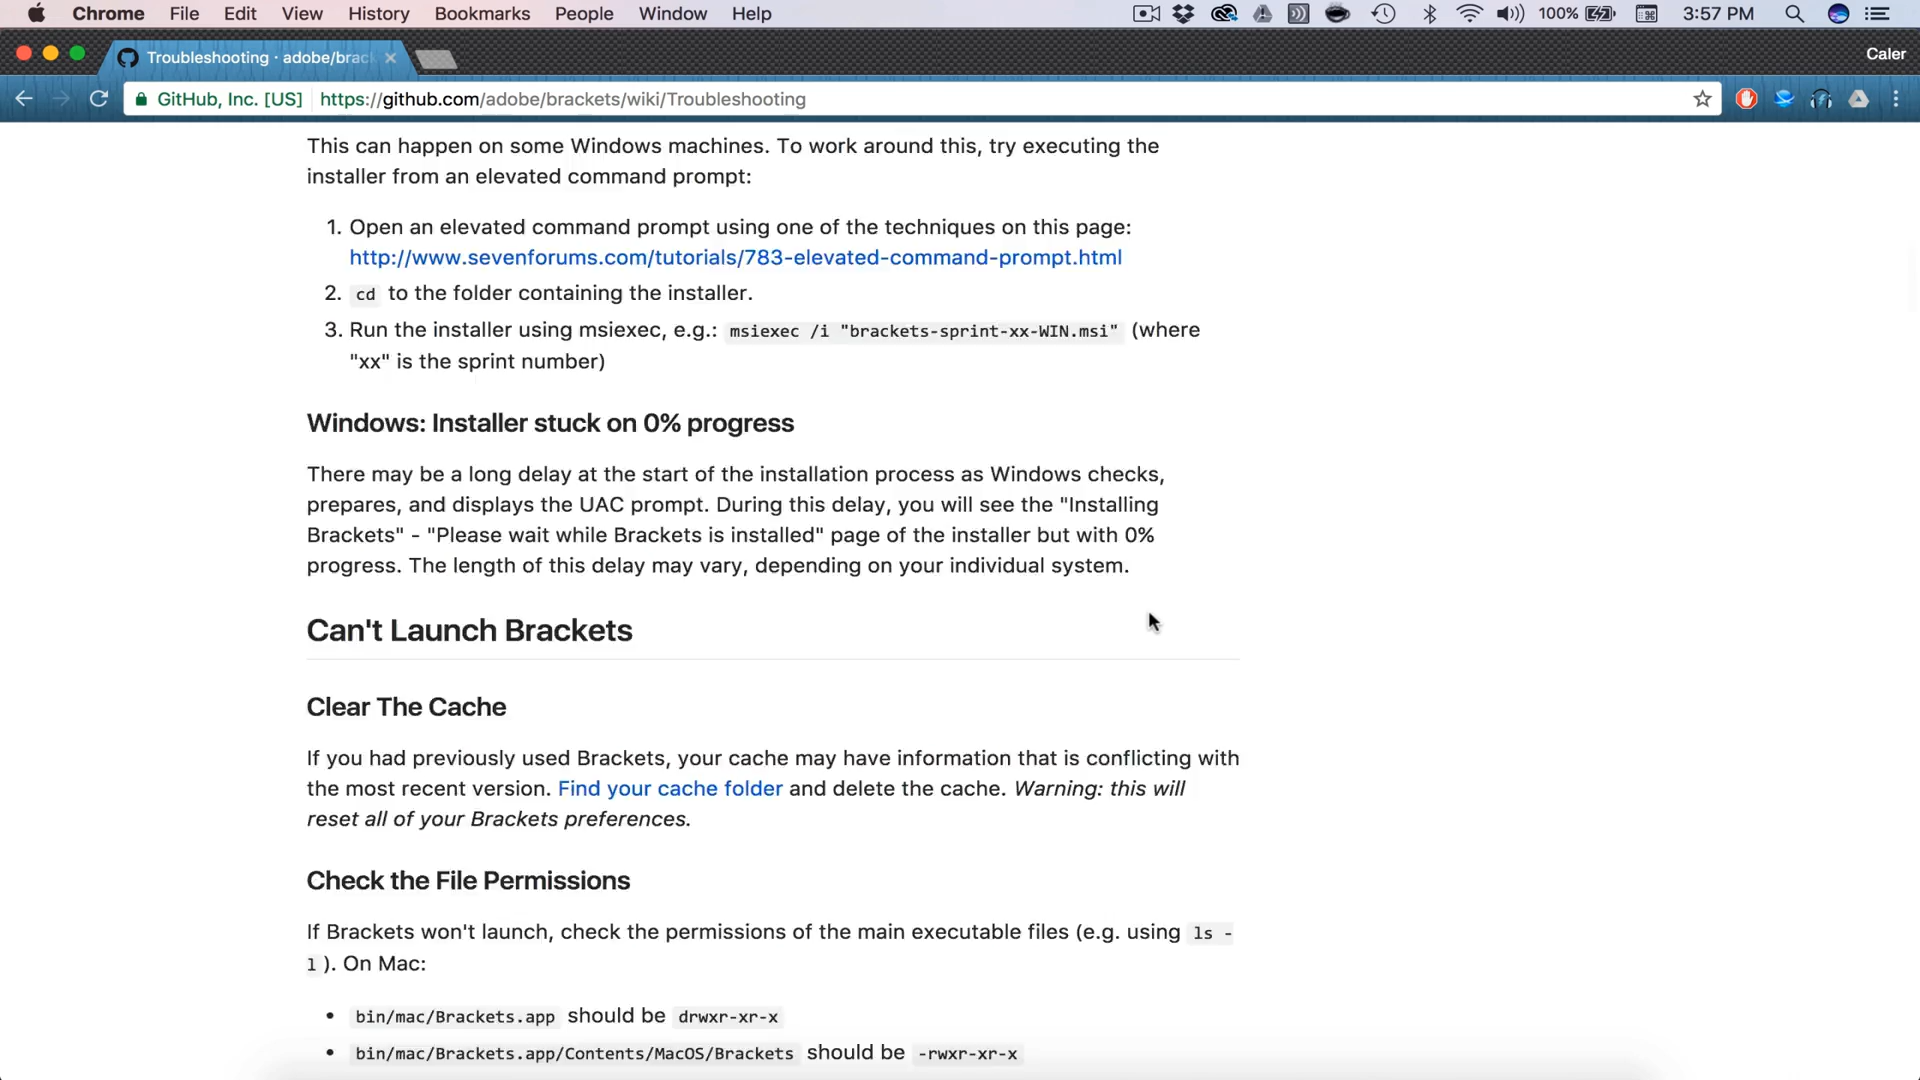 Chrome File Edit View History Bookmarks People Window Help 100% 3:57 PM
Troubleshooting · adobe/brack Caler
GitHub, Inc. [US] https://github.com/adobe/brackets/wiki/Troubleshooting
This can happen on some Windows machines. To work around this, try executing the
installer from an elevated command prompt:
1. Open an elevated command prompt using one of the techniques on this page:
http://www.sevenforums.com/tutorials/783-elevated-command-prompt.html
2. cd to the folder containing the installer.
3. Run the installer using msiexec, e.g.: msiexec /i "brackets-sprint-xx-WIN.msi" (where
"xx" is the sprint number)
Windows: Installer stuck on 0% progress
There may be a long delay at the start of the installation process as Windows checks,
prepares, and displays the UAC prompt. During this delay, you will see the "Installing
Brackets" - "Please wait while Brackets is installed" page of the installer but with 0%
progress. The length of this delay may vary, depending on your individual system.
Can't Launch Brackets
Clear The Cache
If you had previously used Brackets, your cache may have information that is conflicting with
the most recent version. Find your cache folder and delete the cache. Warning: this will
reset all of your Brackets preferences.
Check the File Permissions
If Brackets won't launch, check the permissions of the main executable files (e.g. using ls -
l ). On Mac:
• bin/mac/Brackets.app should be drwxr-xr-x
• bin/mac/Brackets.app/Contents/MacOS/Brackets should be -rwxr-xr-x